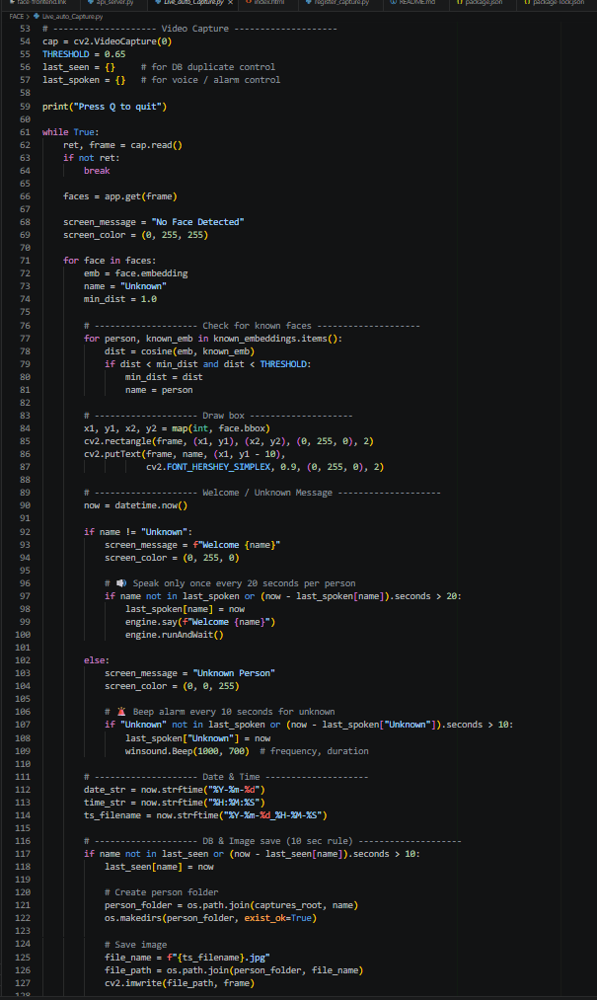 face-frontend.lnk api_server.py Live_auto_Capture.py × index.html register_capture.py README.md package.json package-lock.json
FACE > Live_auto_Capture.py
53 # -------------------- Video Capture --------------------
54 cap = cv2.VideoCapture(0)
55 THRESHOLD = 0.65
56 last_seen = {} # for DB duplicate control
57 last_spoken = {} # for voice / alarm control
58
59 print("Press Q to quit")
60
61 while True:
62 ret, frame = cap.read()
63 if not ret:
64 break
65
66 faces = app.get(frame)
67
68 screen_message = "No Face Detected"
69 screen_color = (0, 255, 255)
70
71 for face in faces:
72 emb = face.embedding
73 name = "Unknown"
74 min_dist = 1.0
75
76 # -------------------- Check for known faces --------------------
77 for person, known_emb in known_embeddings.items():
78 dist = cosine(emb, known_emb)
79 if dist < min_dist and dist < THRESHOLD:
80 min_dist = dist
81 name = person
82
83 # -------------------- Draw box --------------------
84 x1, y1, x2, y2 = map(int, face.bbox)
85 cv2.rectangle(frame, (x1, y1), (x2, y2), (0, 255, 0), 2)
86 cv2.putText(frame, name, (x1, y1 - 10),
87 cv2.FONT_HERSHEY_SIMPLEX, 0.9, (0, 255, 0), 2)
88
89 # -------------------- Welcome / Unknown Message --------------------
90 now = datetime.now()
91
92 if name != "Unknown":
93 screen_message = f"Welcome {name}"
94 screen_color = (0, 255, 0)
95
96 # 🔊 Speak only once every 20 seconds per person
97 if name not in last_spoken or (now - last_spoken[name]).seconds > 20:
98 last_spoken[name] = now
99 engine.say(f"Welcome {name}")
100 engine.runAndWait()
101
102 else:
103 screen_message = "Unknown Person"
104 screen_color = (0, 0, 255)
105
106 # 🚨 Beep alarm every 10 seconds for unknown
107 if "Unknown" not in last_spoken or (now - last_spoken["Unknown"]).seconds > 10:
108 last_spoken["Unknown"] = now
109 winsound.Beep(1000, 700) # frequency, duration
110
111 # -------------------- Date & Time --------------------
112 date_str = now.strftime("%Y-%m-%d")
113 time_str = now.strftime("%H:%M:%S")
114 ts_filename = now.strftime("%Y-%m-%d_%H-%M-%S")
115
116 # -------------------- DB & Image save (10 sec rule) --------------------
117 if name not in last_seen or (now - last_seen[name]).seconds > 10:
118 last_seen[name] = now
119
120 # Create person folder
121 person_folder = os.path.join(captures_root, name)
122 os.makedirs(person_folder, exist_ok=True)
123
124 # Save image
125 file_name = f"{ts_filename}.jpg"
126 file_path = os.path.join(person_folder, file_name)
127 cv2.imwrite(file_path, frame)
128